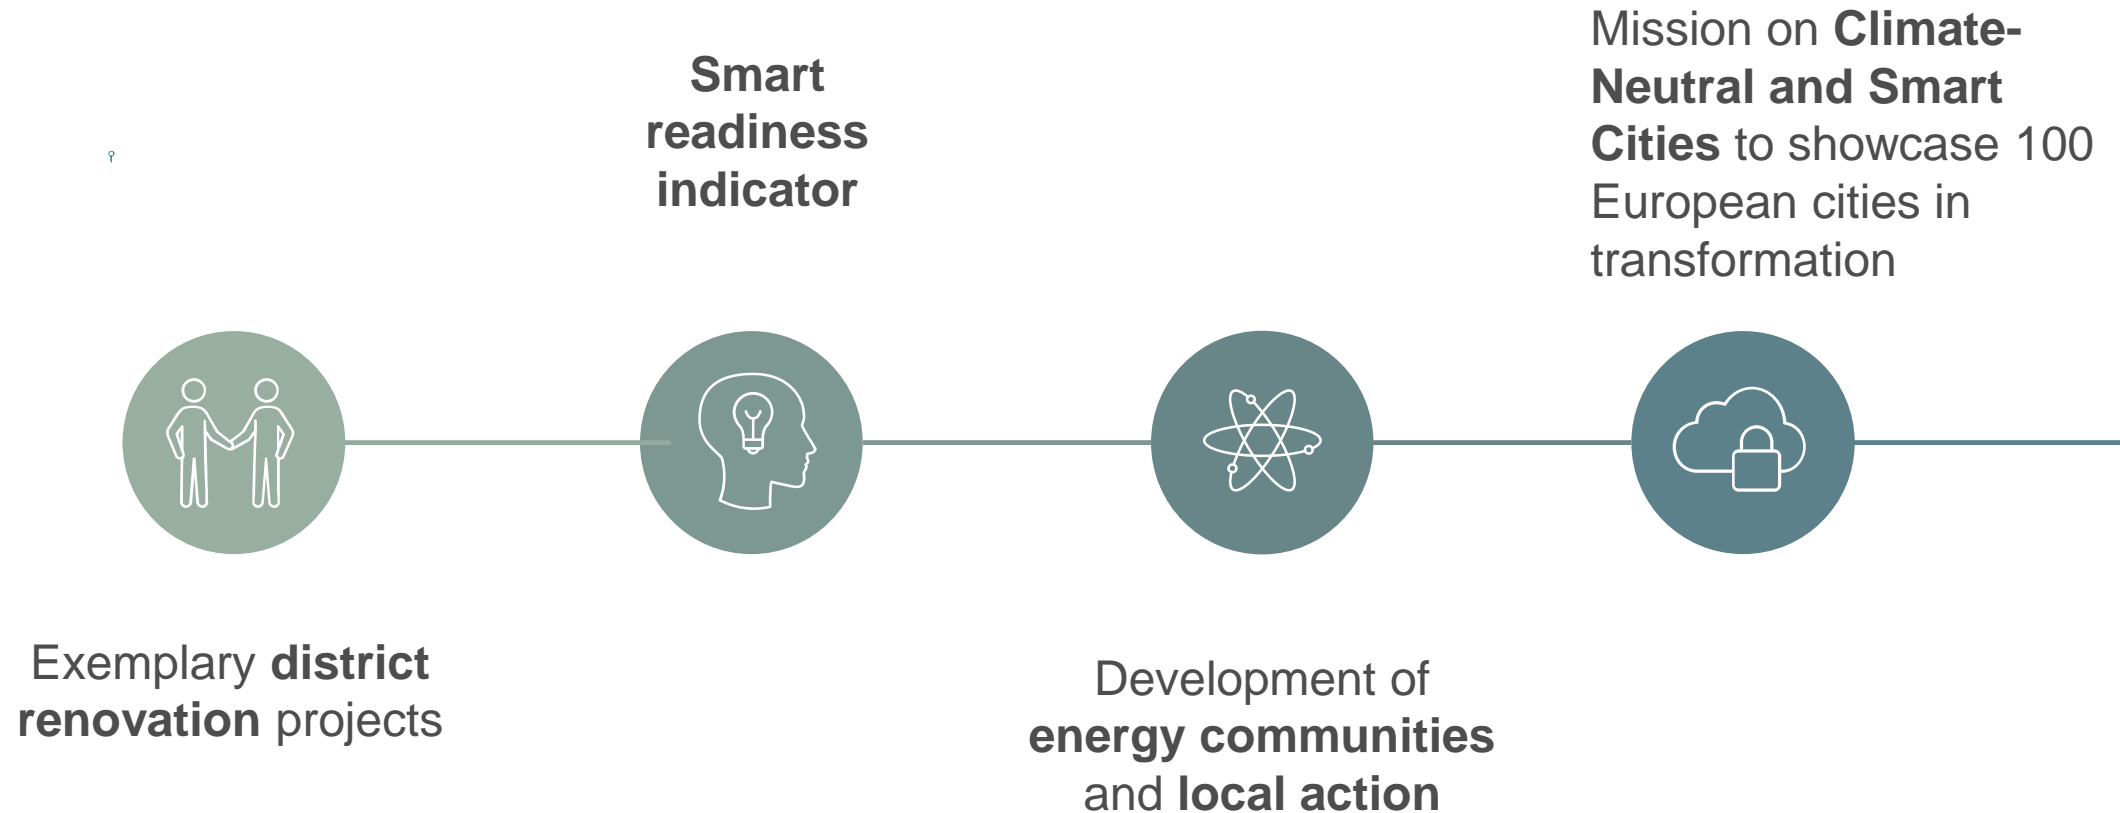 Exemplary district
renovation projects
Smart
readiness
indicator
Development of
energy communities
and local action
Mission on Climate-
Neutral and Smart
Cities to showcase 100
European cities in
transformation